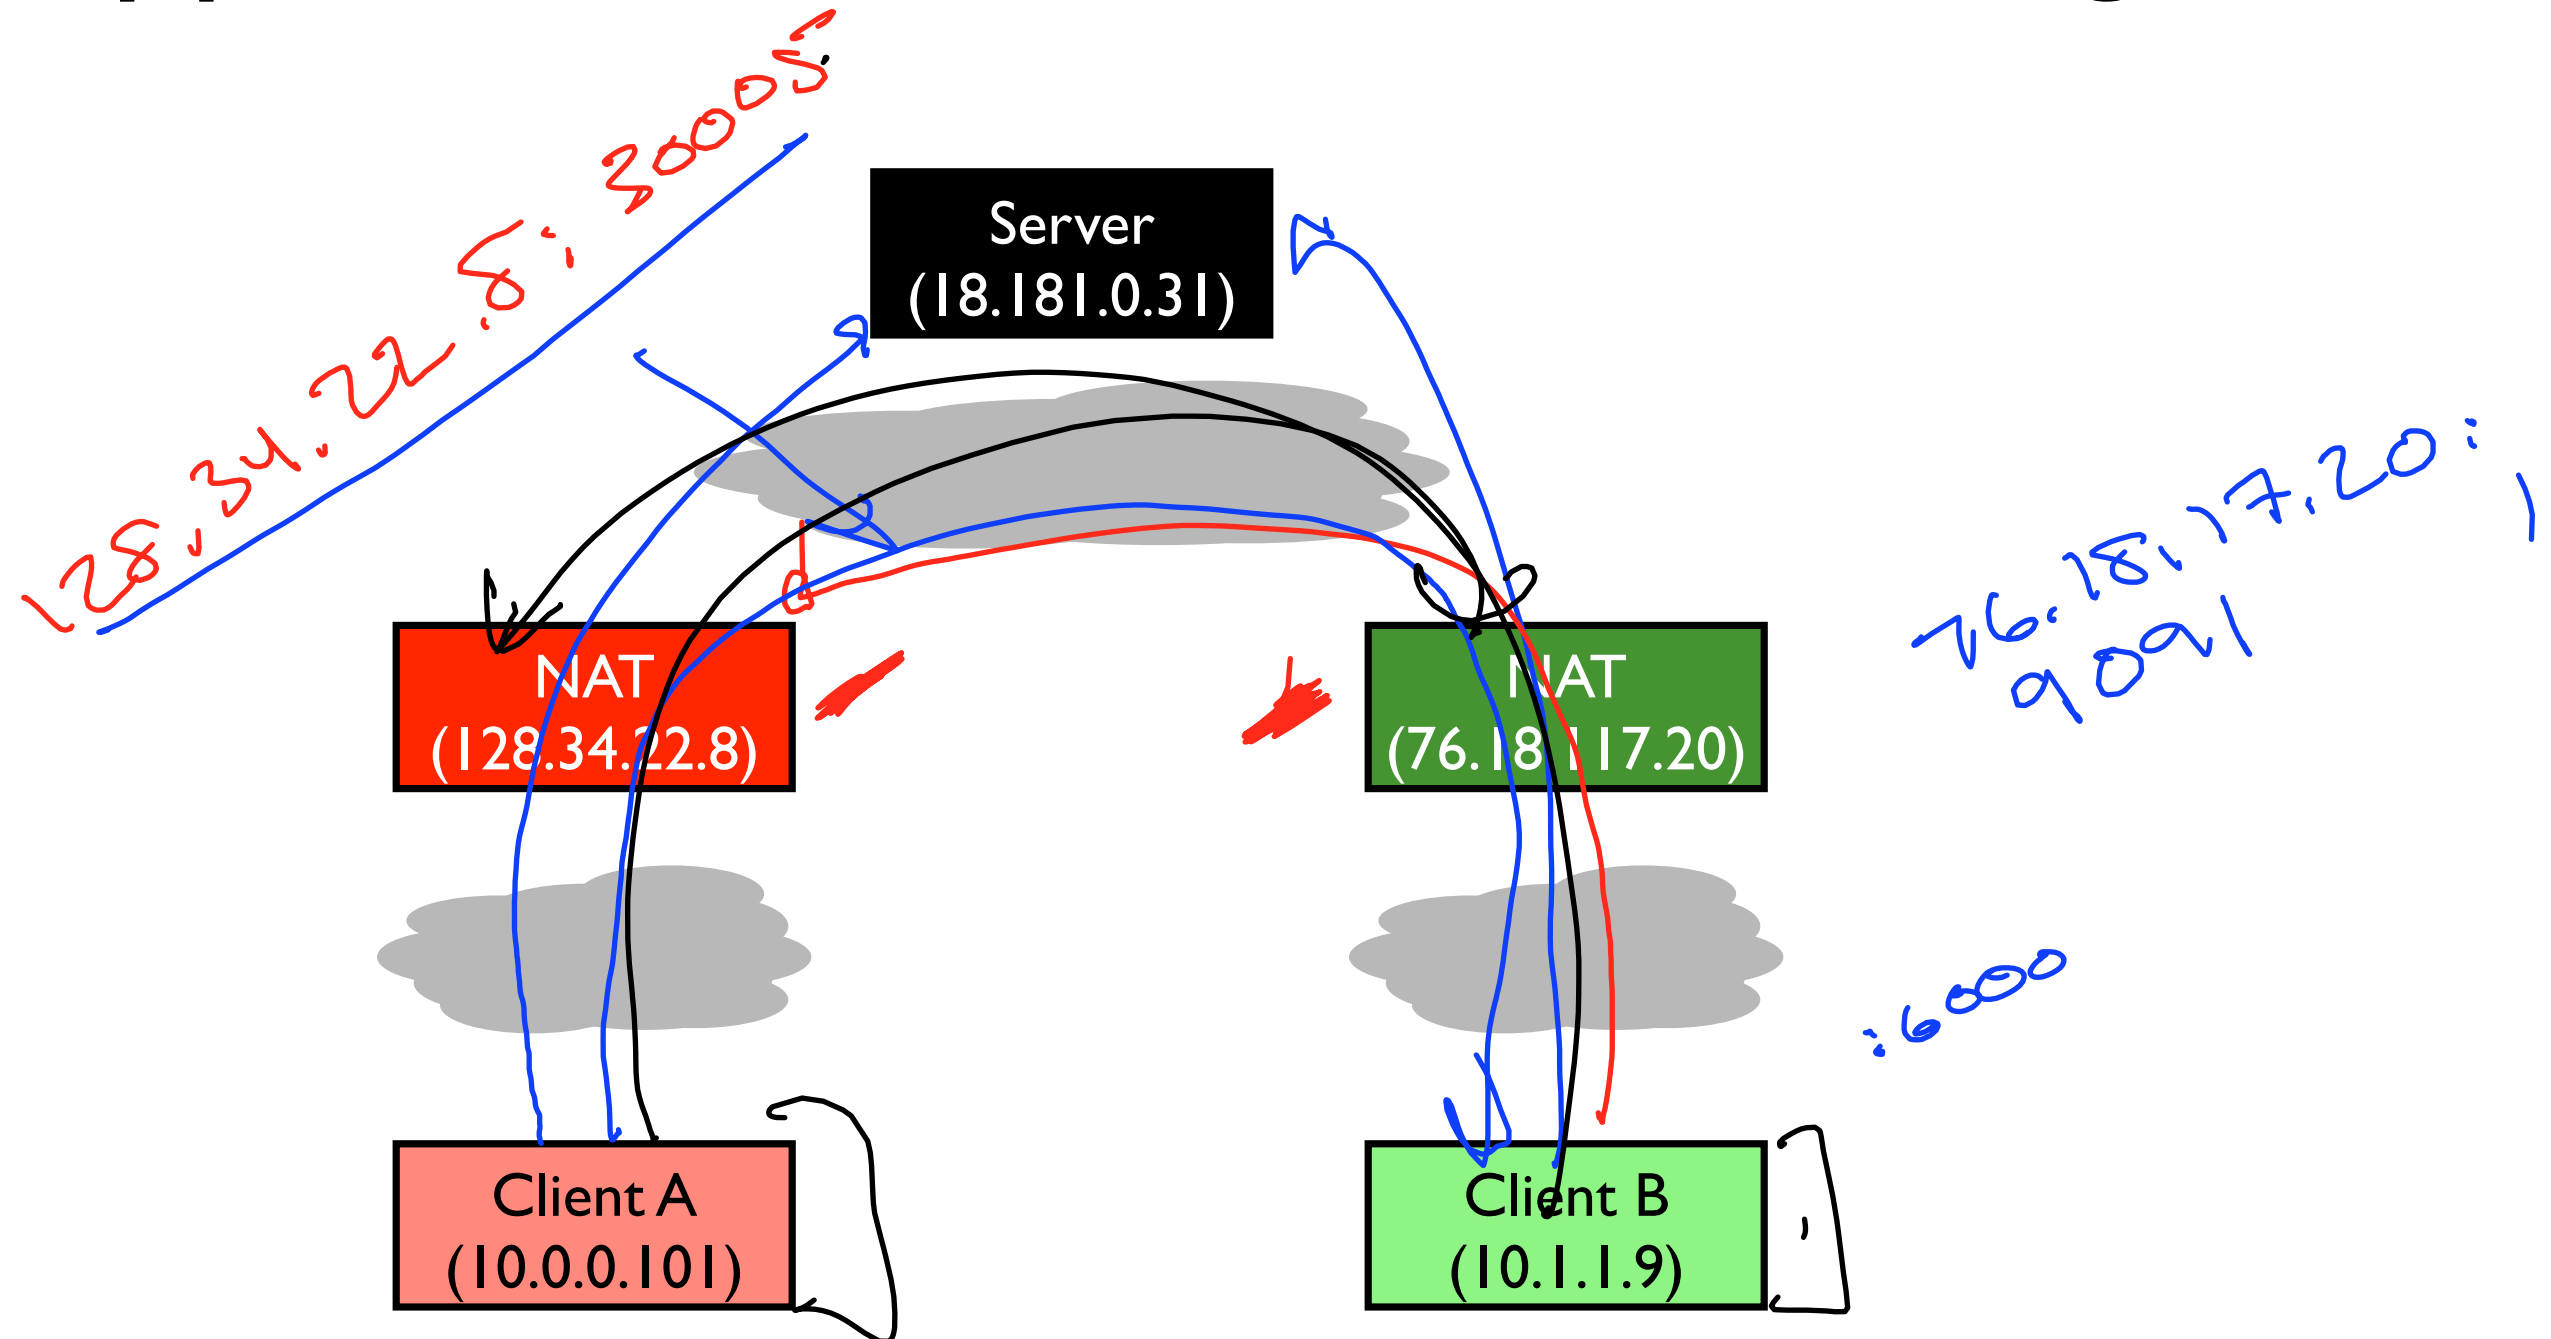 128.34.22.8:30005
Server
(18.181.0.31)
NAT
(128.34.22.8)
NAT
(76.18.117.20)
76.18.117.20:
9091
:6000
Client A
(10.0.0.101)
Client B
(10.1.1.9)